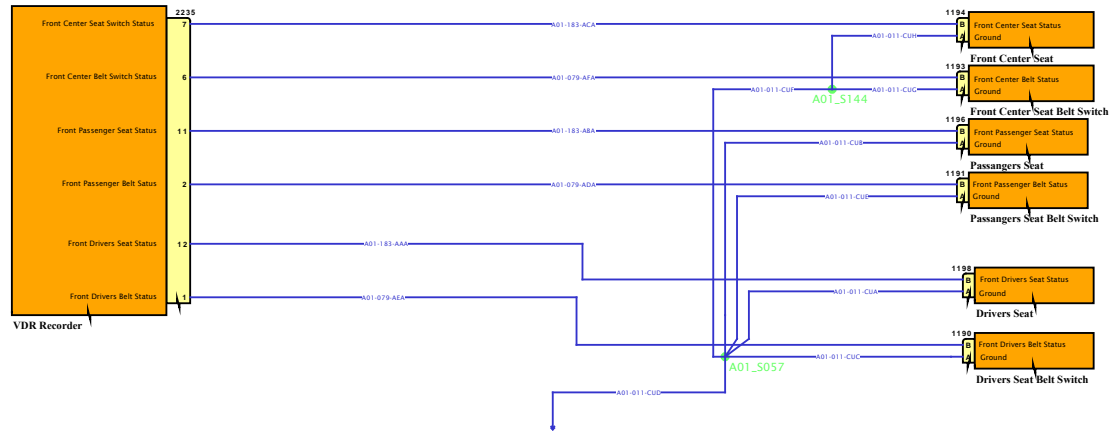 2235
Front Center Seat Switch Status 7
A01-183-ACA
1194
B Front Center Seat Status
A01-011-CUH
A Ground
Front Center Seat
Front Center Belt Switch Status 6
A01-079-AFA
1193
B Front Center Belt Status
A01-011-CUF
A01-011-CUG
A Ground
A01_S144
Front Center Seat Belt Switch
Front Passenger Seat Status 11
A01-183-ABA
1196
B Front Passenger Seat Status
A01-011-CUB
A Ground
Passangers Seat
Front Passenger Belt Satus 2
A01-079-ADA
1191
B Front Passenger Belt Satus
A01-011-CUE
A Ground
Passangers Seat Belt Switch
Front Drivers Seat Status 12
A01-183-AAA
1198
B Front Drivers Seat Status
A01-011-CUA
A Ground
Drivers Seat
Front Drivers Belt Status 1
A01-079-AEA
VDR Recorder
1190
B Front Drivers Belt Status
A01-011-CUC
A Ground
A01_S057
Drivers Seat Belt Switch
A01-011-CUD